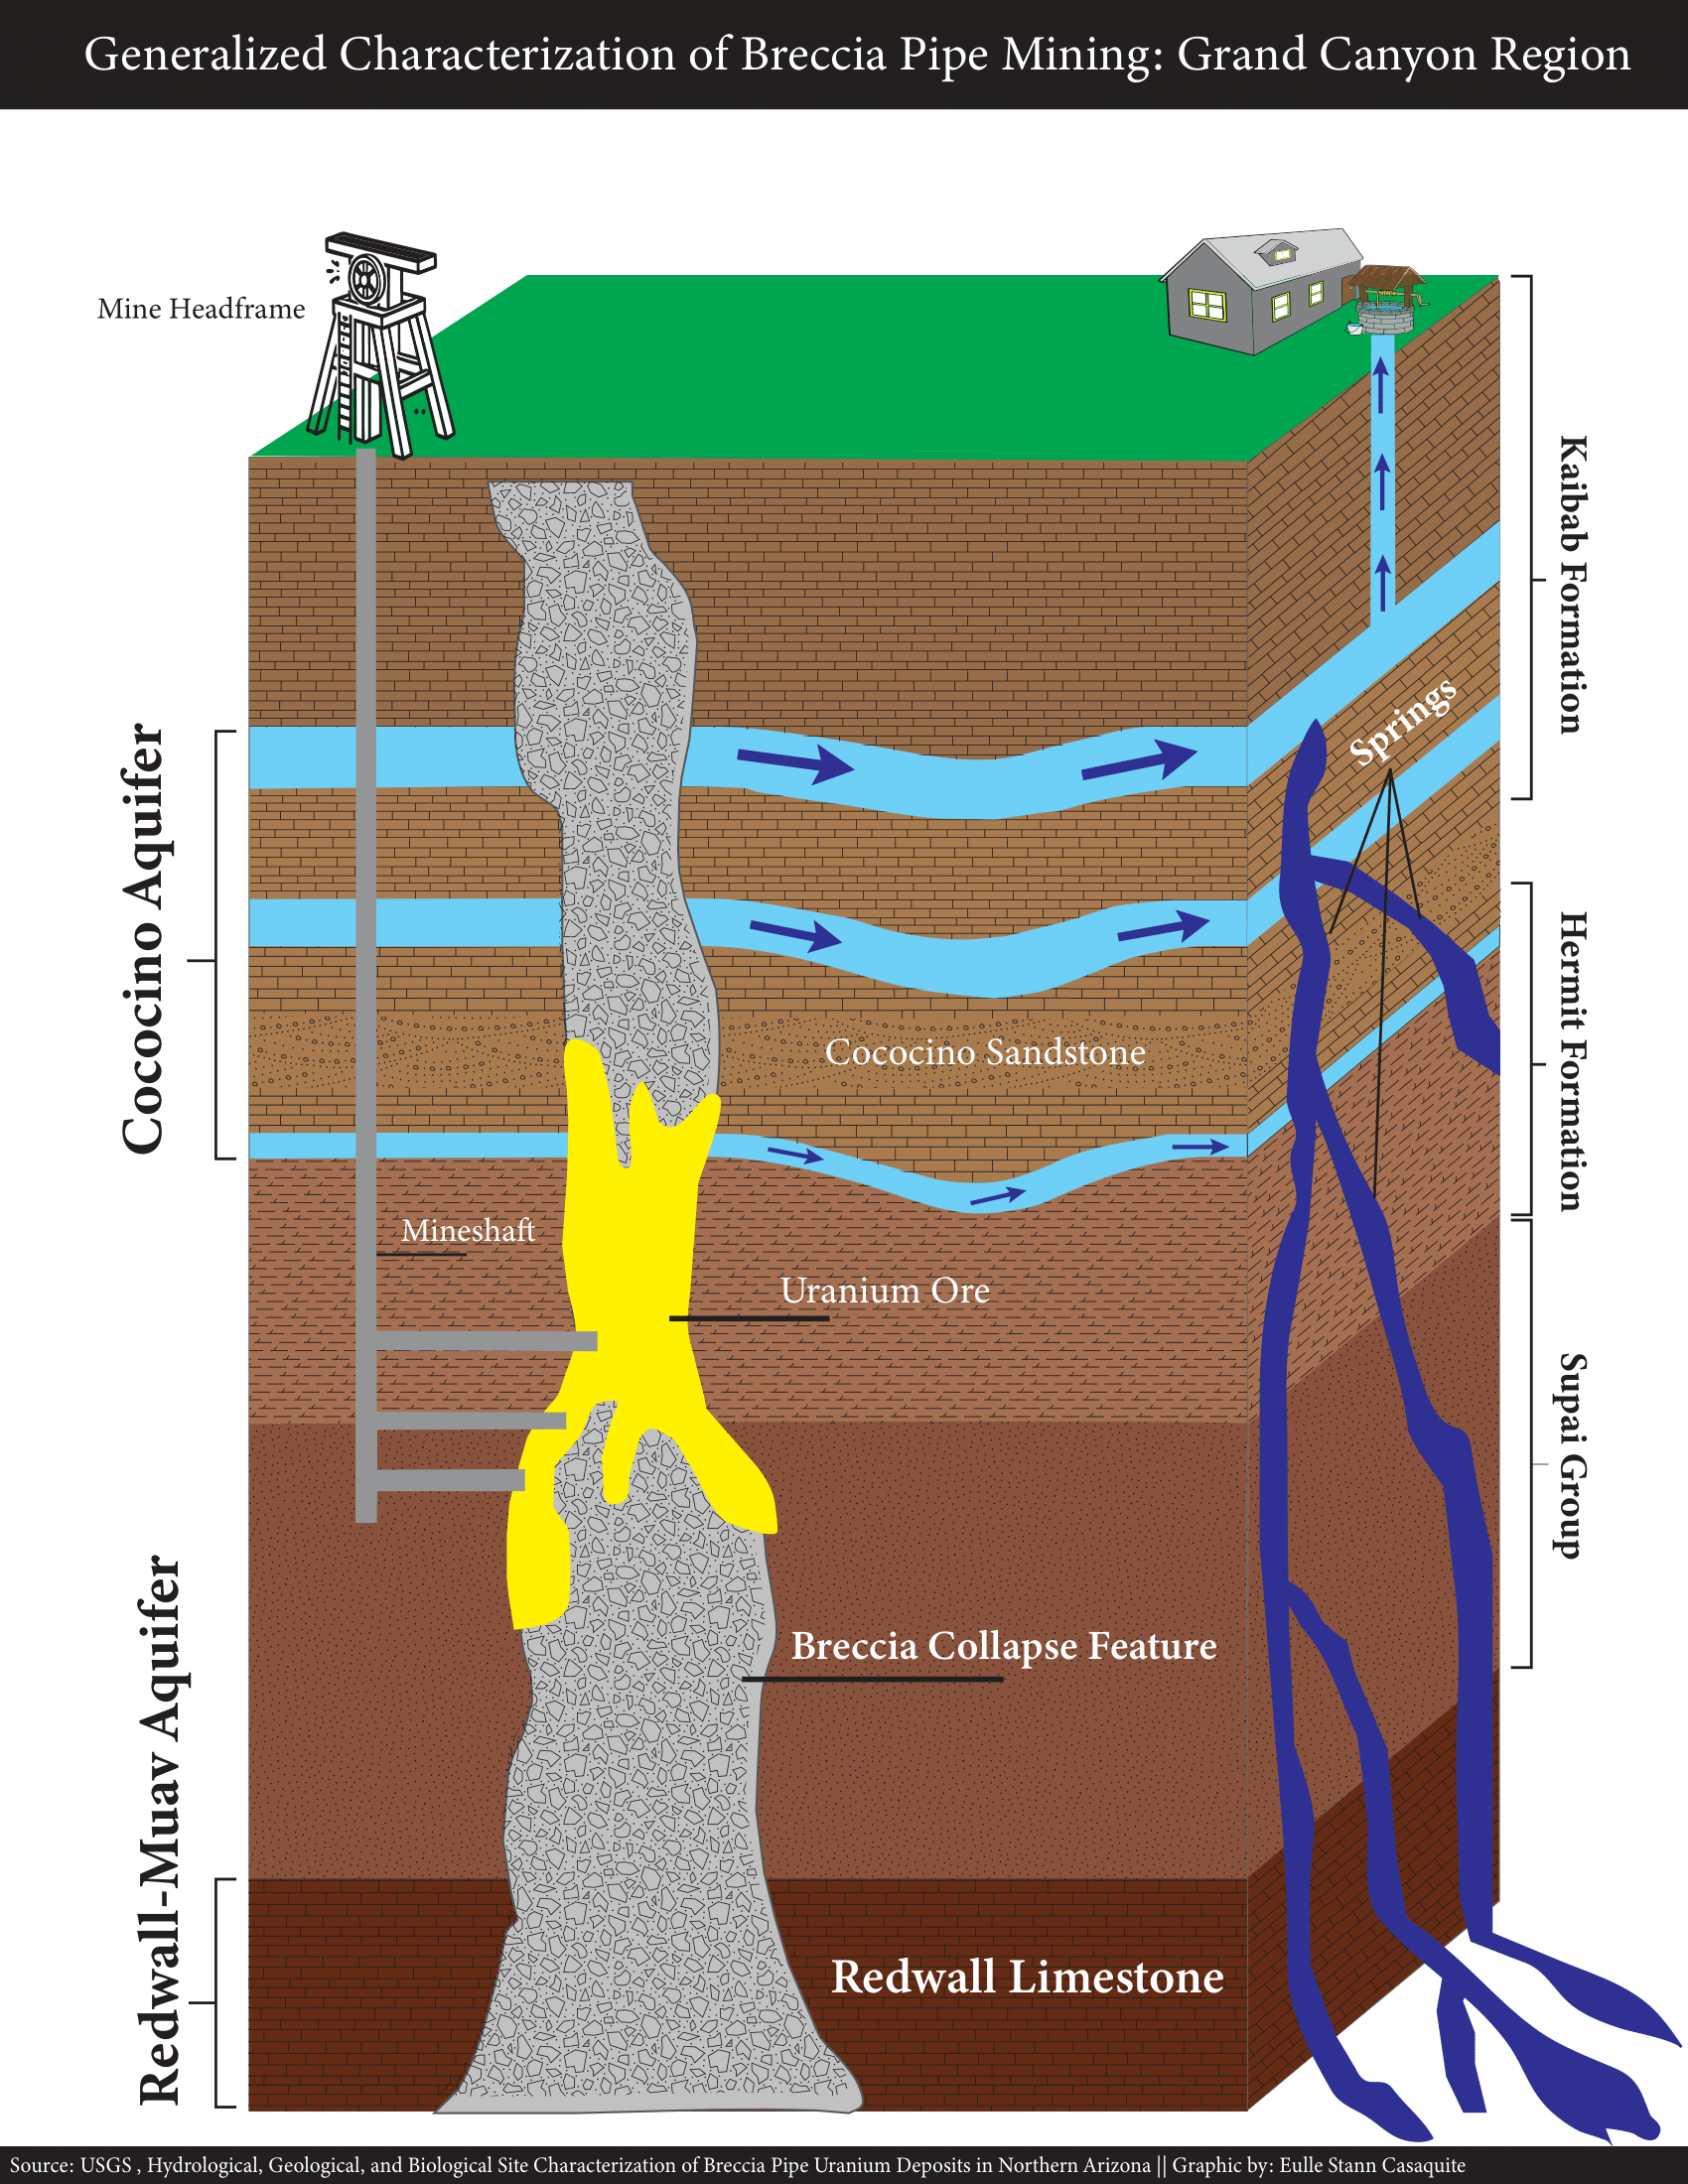 Generalized Characterization of Breccia Pipe Mining: Grand Canyon Region
Mine Headframe
Kaibab Formation
Springs
Cococino Aquifer
Hermit Formation
Cococino Sandstone
Mineshaft
Uranium Ore
Supai Group
Redwall-Muav Aquifer
Breccia Collapse Feature
Redwall Limestone
Source: USGS , Hydrological, Geological, and Biological Site Characterization of Breccia Pipe Uranium Deposits in Northern Arizona || Graphic by: Eulle Stann Casaquite